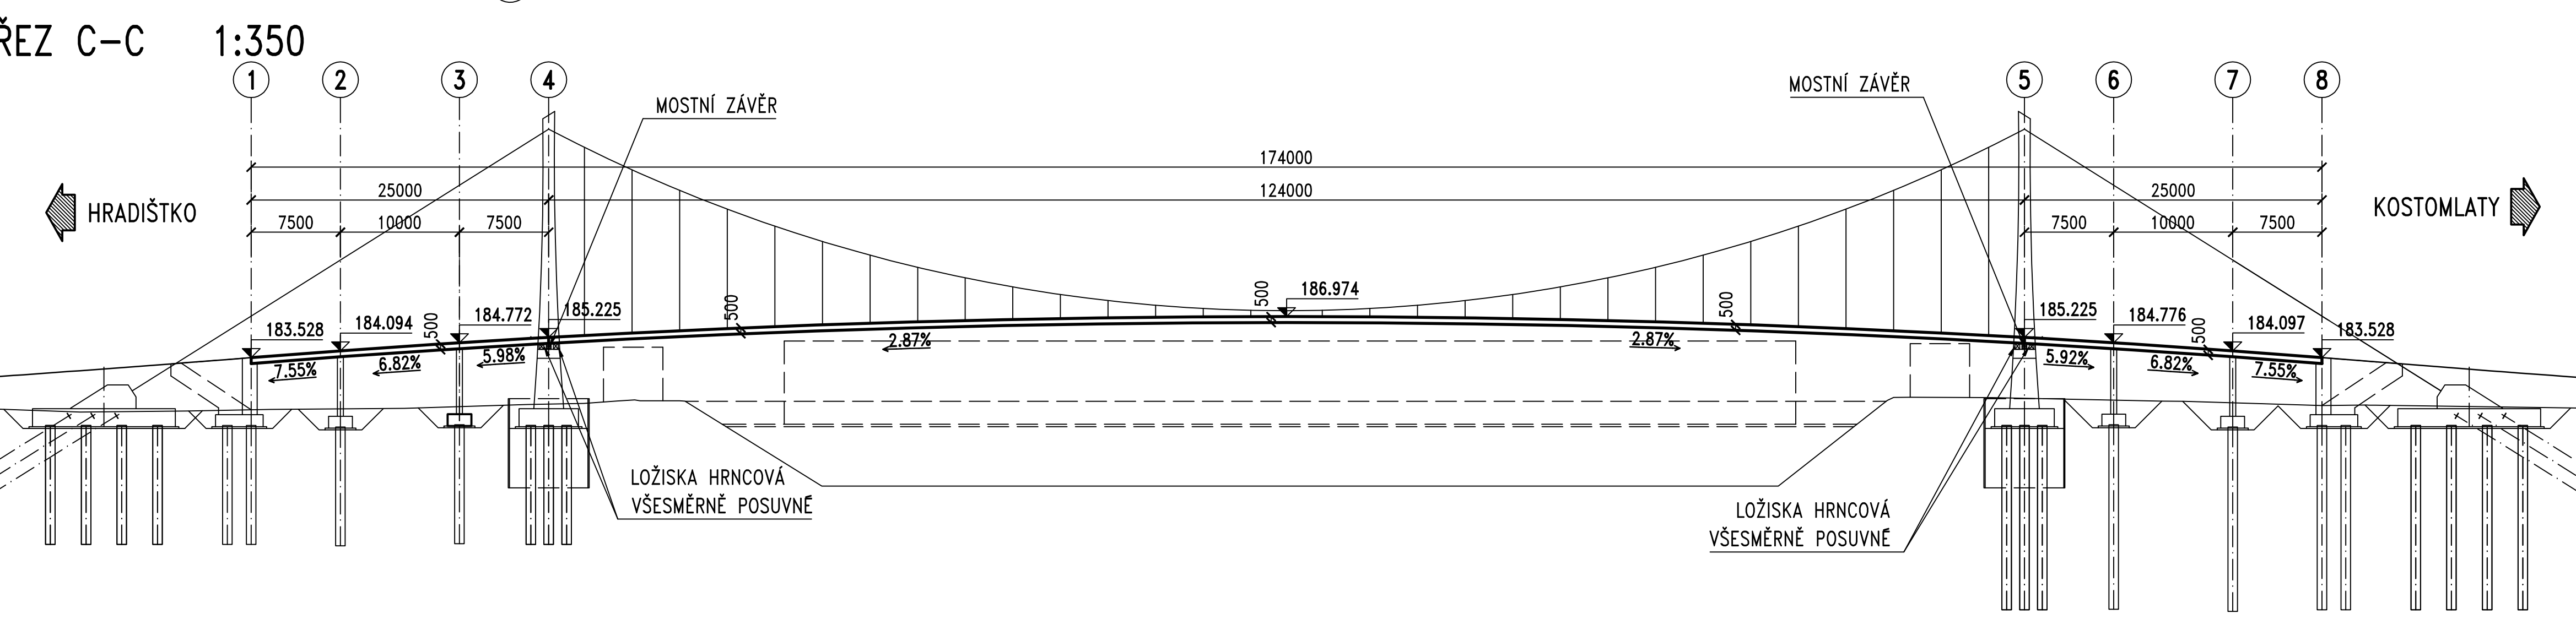 ŘEZ C-C 1:350
1 2 3 4 5 6 7 8
MOSTNÍ ZÁVĚR
MOSTNÍ ZÁVĚR
174000
25000 124000 25000
HRADIŠTKO
KOSTOMLATY
7500 10000 7500 7500 10000 7500
183.528
184.094
500
184.772
185.225
500
500
186.974
500
185.225
184.776
500
184.097
183.528
7.55%
6.82%
5.98%
2.87%
2.87%
5.92%
6.82%
7.55%
LOŽISKA HRNCOVÁ
VŠESMĚRNĚ POSUVNÉ
LOŽISKA HRNCOVÁ
VŠESMĚRNĚ POSUVNÉ